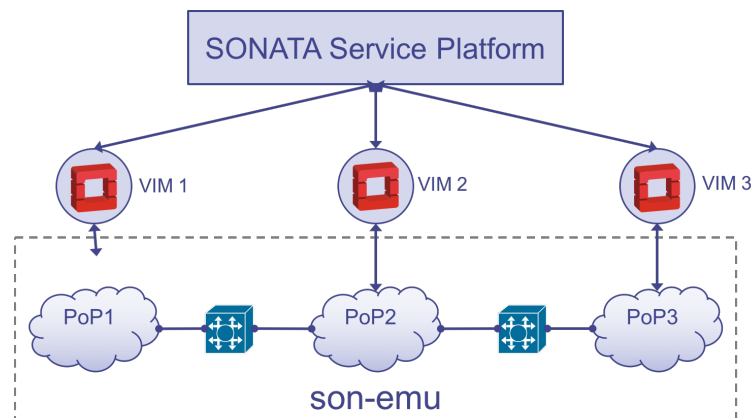 SONATA Service Platform
VIM 1
VIM 2
VIM 3
PoP1
PoP2
PoP3
son-emu